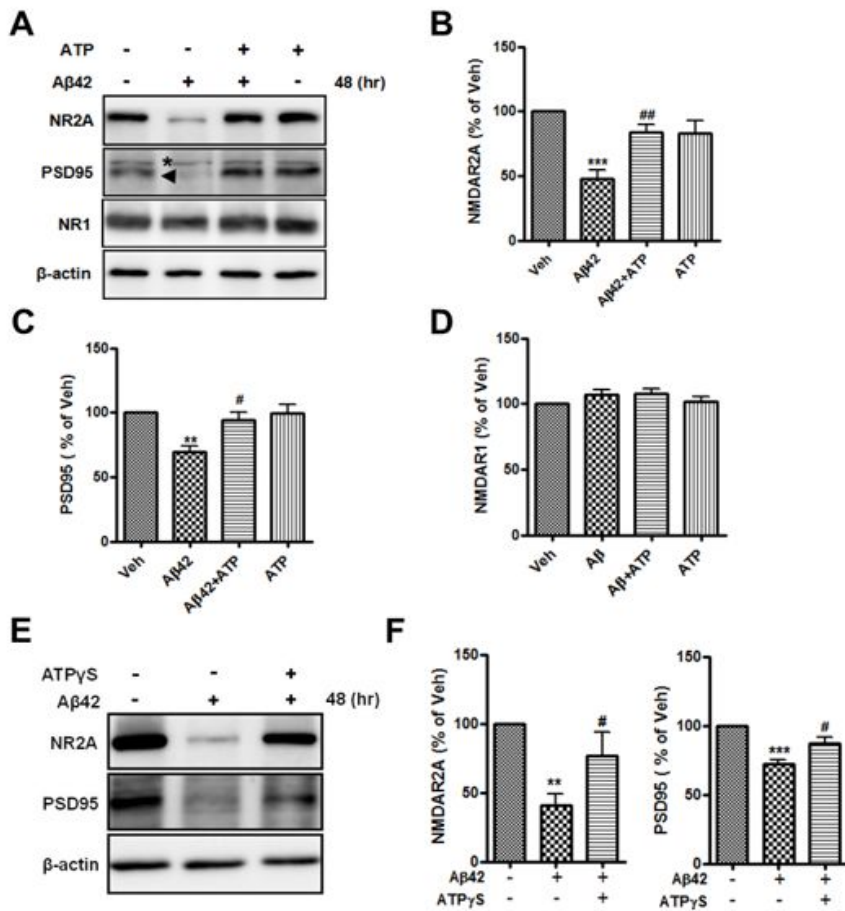 A
ATP - - + +
Aβ42 - + + - 48 (hr)
NR2A
*
PSD95
NR1
β-actin
B
NMDAR2A (% of Veh)
150
100
50
0
***
##
Veh
Aβ42
Aβ42+ATP
ATP
C
PSD95 ( % of Veh)
150
100
50
0
**
#
Veh
Aβ42
Aβ42+ATP
ATP
D
NMDAR1 (% of Veh)
150
100
50
0
Veh
Aβ
Aβ+ATP
ATP
E
ATPγS - - +
Aβ42 - + + 48 (hr)
NR2A
PSD95
β-actin
F
NMDAR2A (% of Veh)
150
100
50
0
**
#
Aβ42 - + +
ATPγS - - +
PSD95 ( % of Veh)
150
100
50
0
***
#
Aβ42 - + +
ATPγS - - +